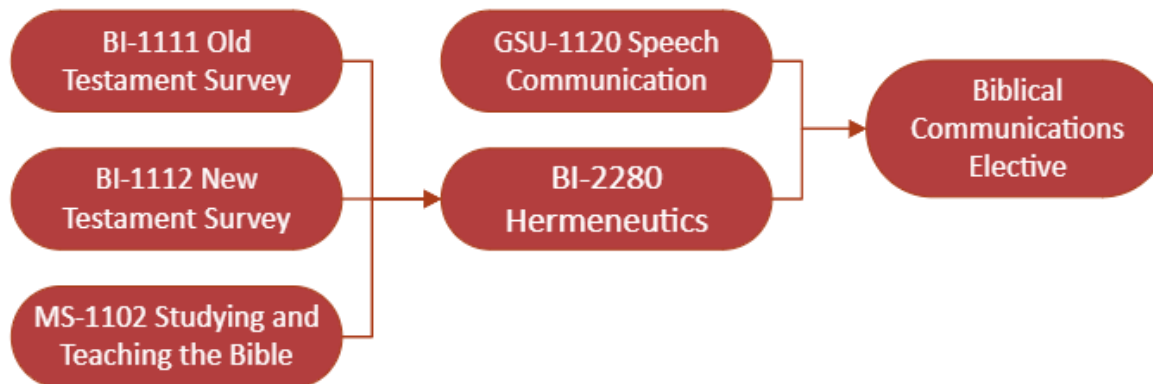 BI-1111 Old
Testament Survey
BI-1112 New
Testament Survey
MS-1102 Studying and
Teaching the Bible
GSU-1120 Speech
Communication
BI-2280
Hermeneutics
Biblical
Communications
Elective